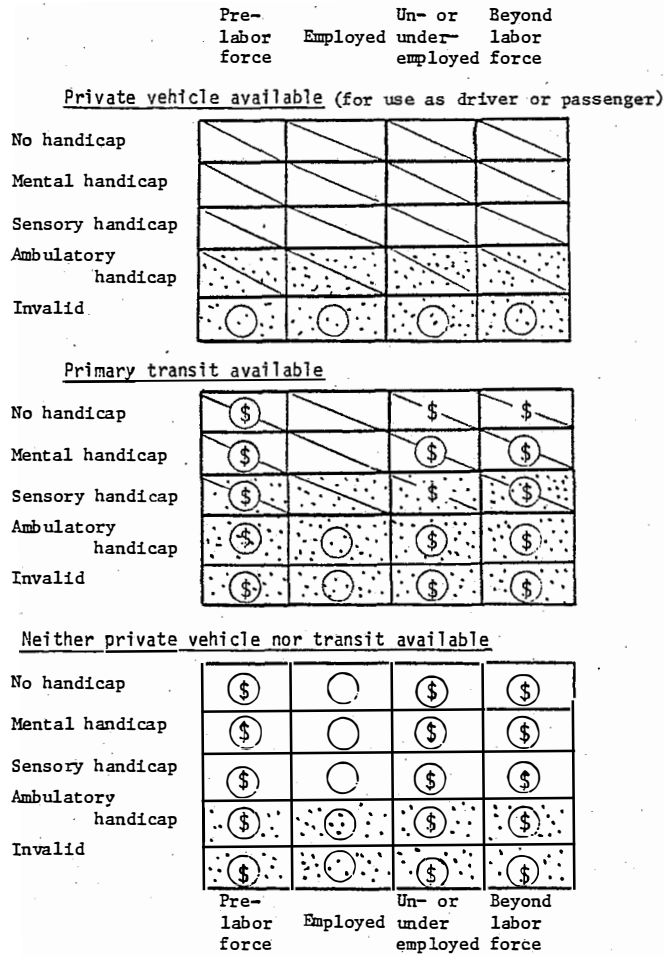 Pre- Un- or Beyond
labor Employed under- labor
force employed force
Private vehicle available (for use as driver or passenger)
No handicap
Mental handicap
Sensory handicap
Ambulatory
handicap
Invalid
Primary transit available
No handicap $ $ $
Mental handicap $ $ $
Sensory handicap $ $ $
Ambulatory
handicap $ $ $
Invalid $ $ $
Neither private vehicle nor transit available
No handicap $ $ $
Mental handicap $ $ $
Sensory handicap $ $ $
Ambulatory
handicap $ $ $
Invalid $ $ $
Pre- Un- or Beyond
labor Employed under labor
force employed force